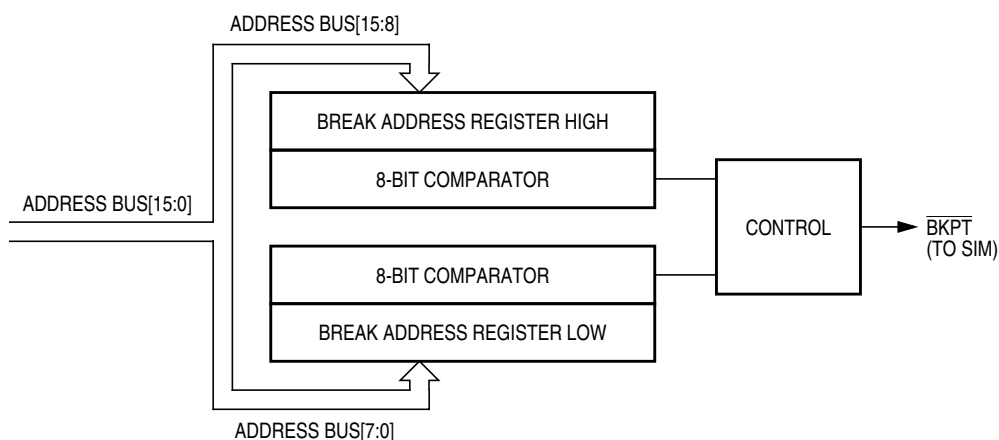 ADDRESS BUS[15:8]
BREAK ADDRESS REGISTER HIGH
8-BIT COMPARATOR
ADDRESS BUS[15:0]
CONTROL
BKPT
(TO SIM)
8-BIT COMPARATOR
BREAK ADDRESS REGISTER LOW
ADDRESS BUS[7:0]